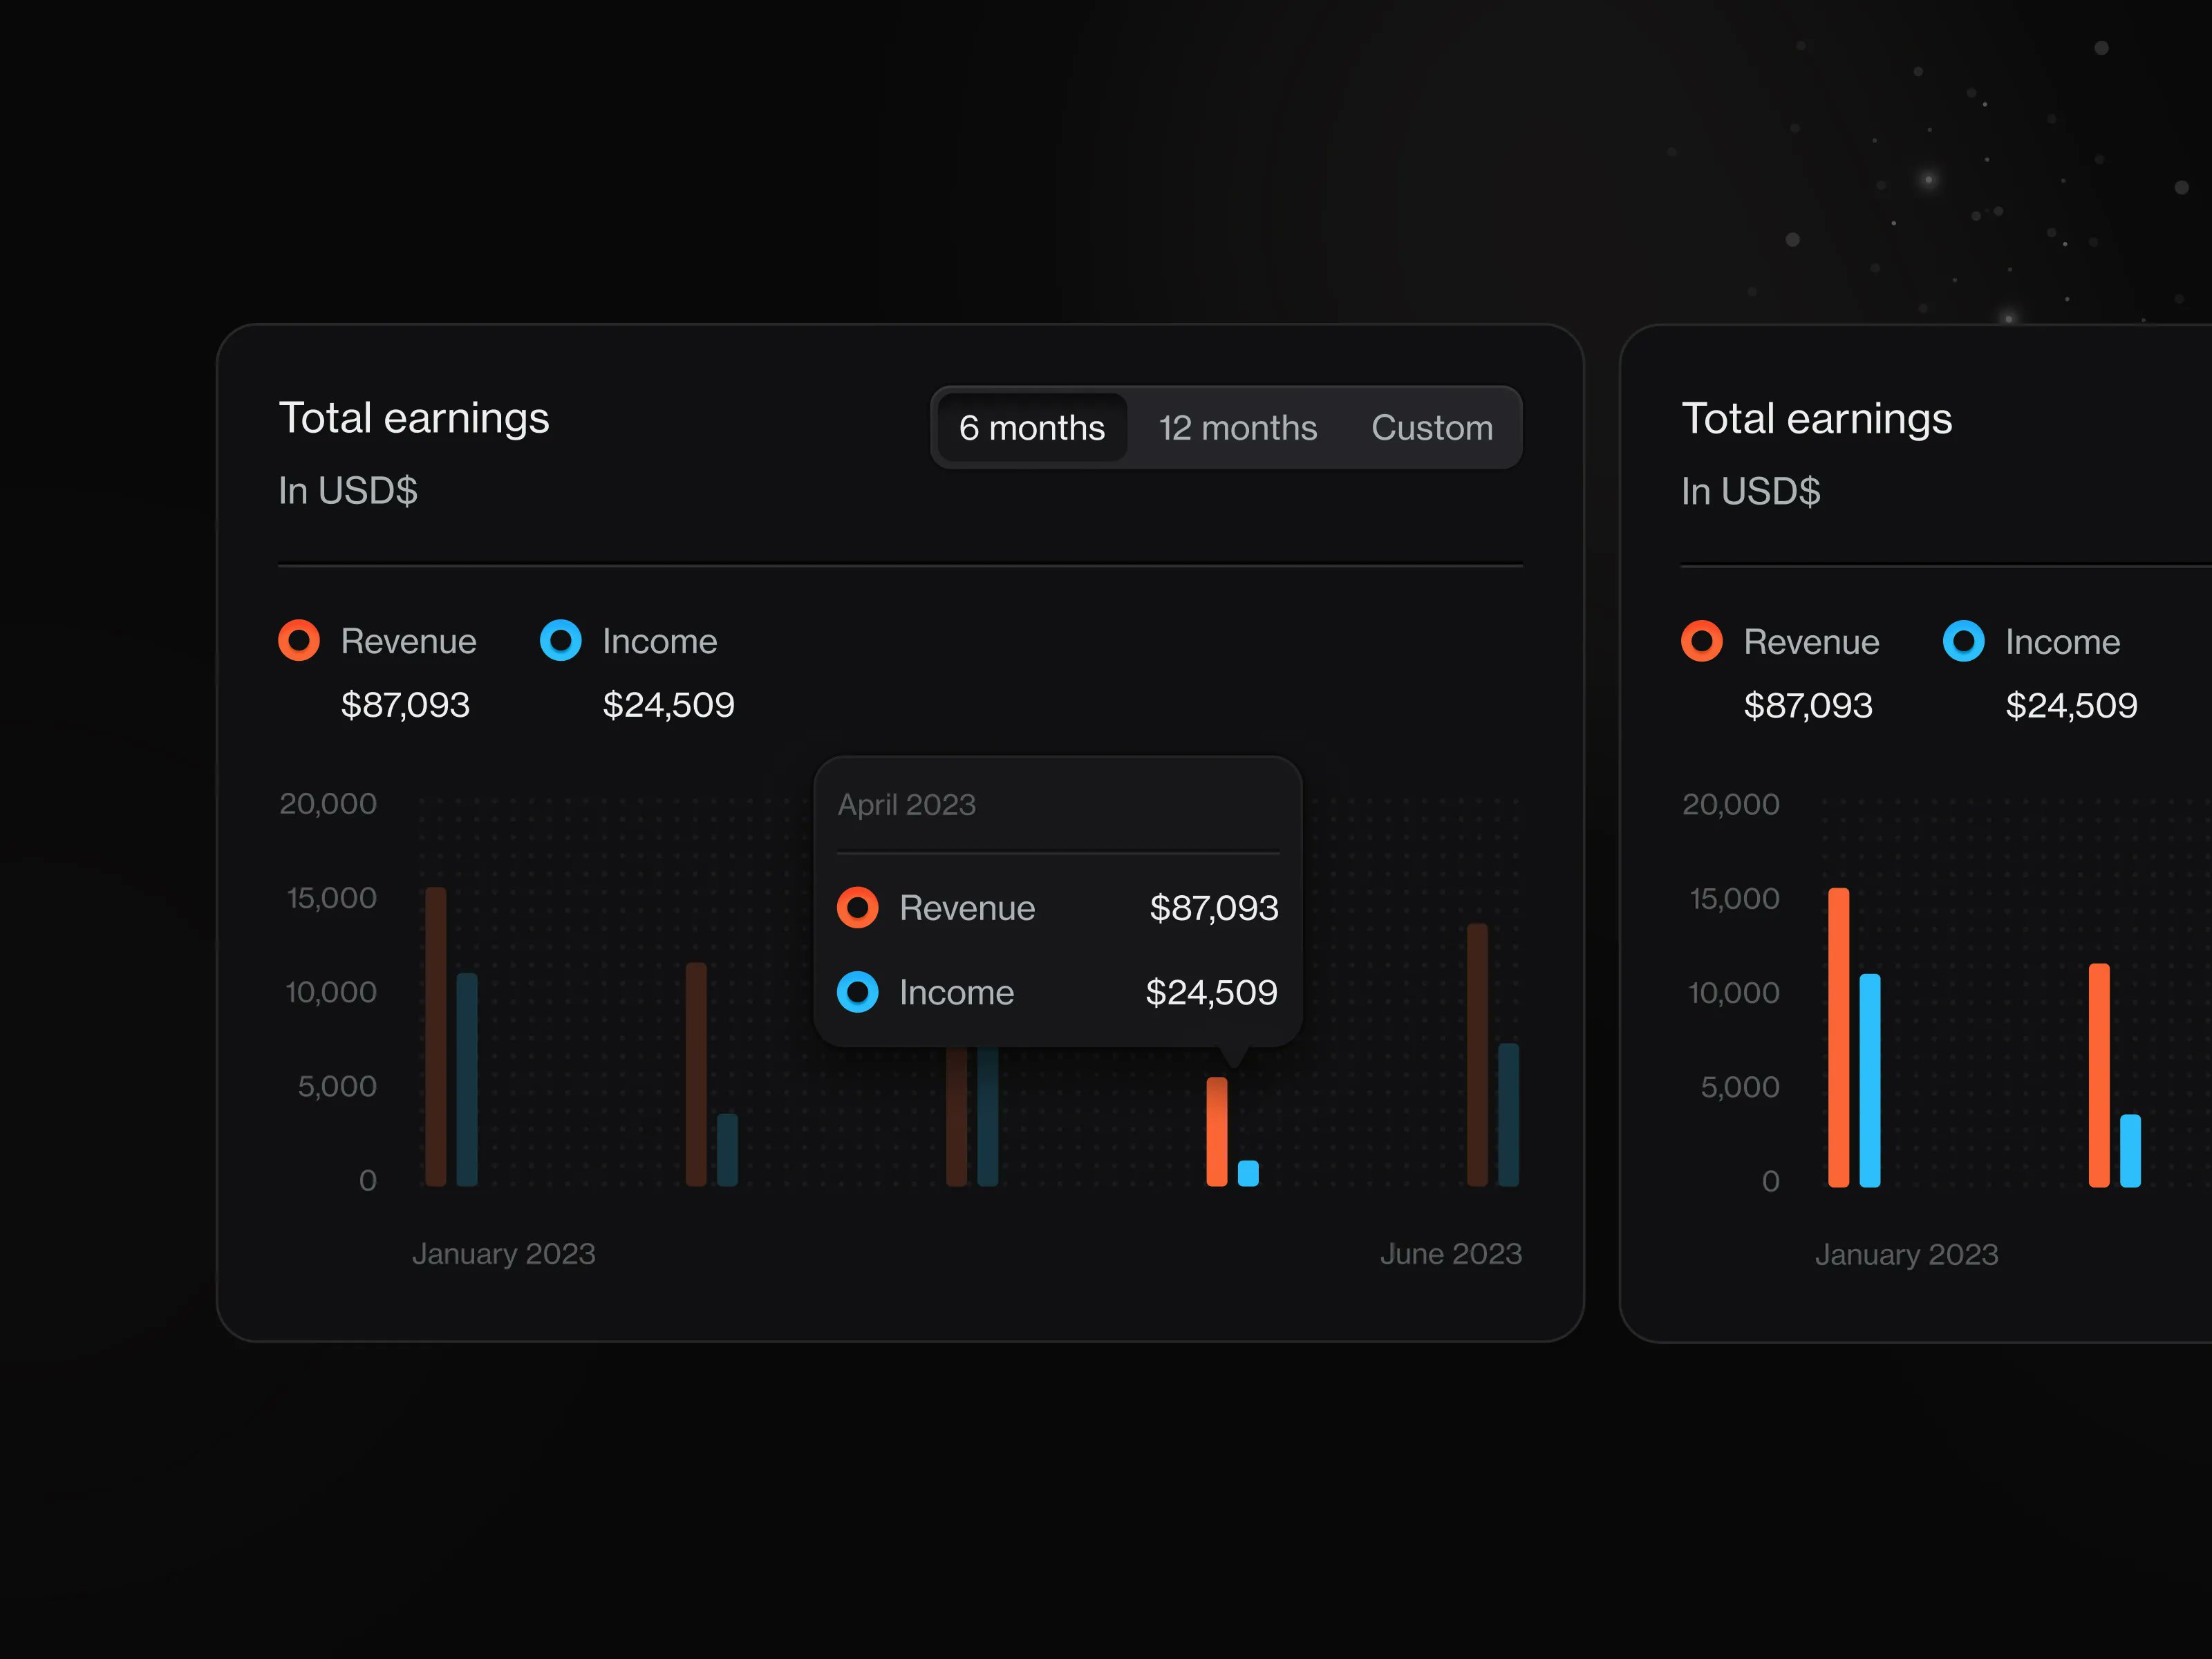 Total earnings
In USD$
6 months 12 months Custom
Revenue Income
$87,093 $24,509
20,000
15,000
10,000
5,000
0
April 2023
Revenue $87,093
Income $24,509
January 2023 June 2023
Total earnings
In USD$
Revenue Income
$87,093 $24,509
20,000
15,000
10,000
5,000
0
January 2023